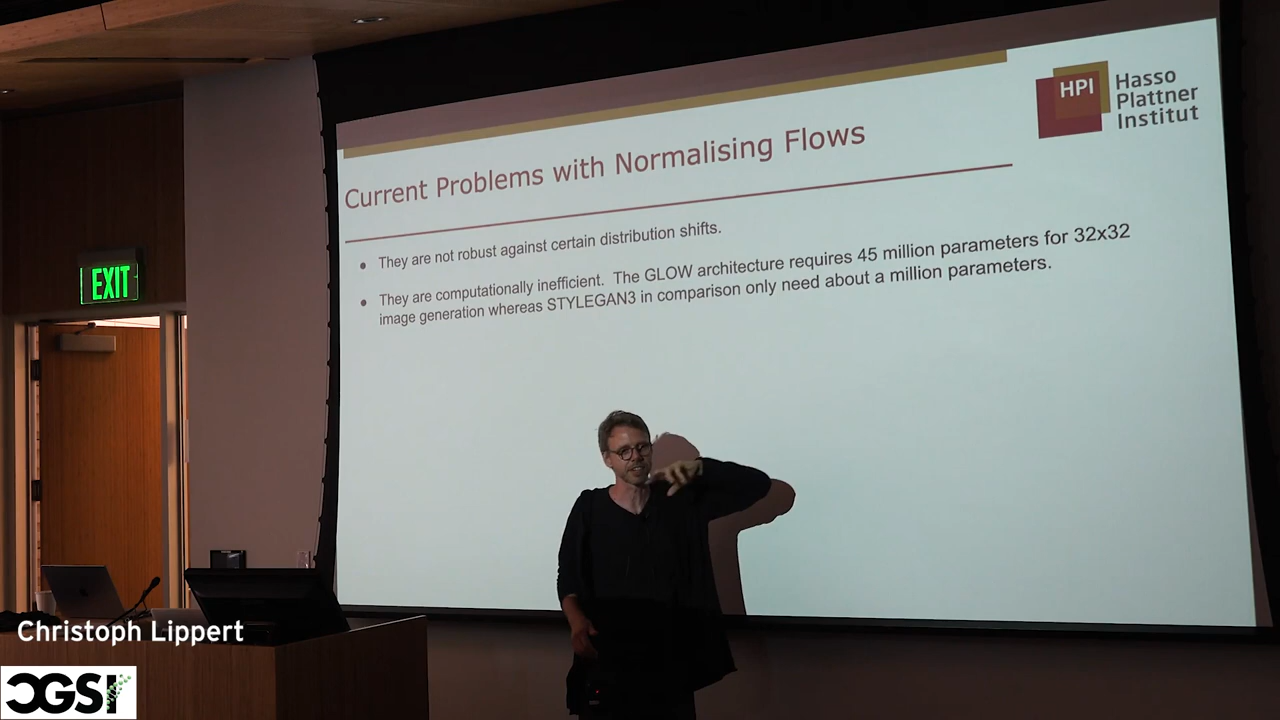 HPI
Hasso
Plattner
Institut
Current Problems with Normalising Flows
They are not robust against certain distribution shifts.
They are computationally inefficient. The GLOW architecture requires 45 million parameters for 32x32
image generation whereas STYLEGAN3 in comparison only need about a million parameters.
EXIT
Christoph Lippert
CGSI